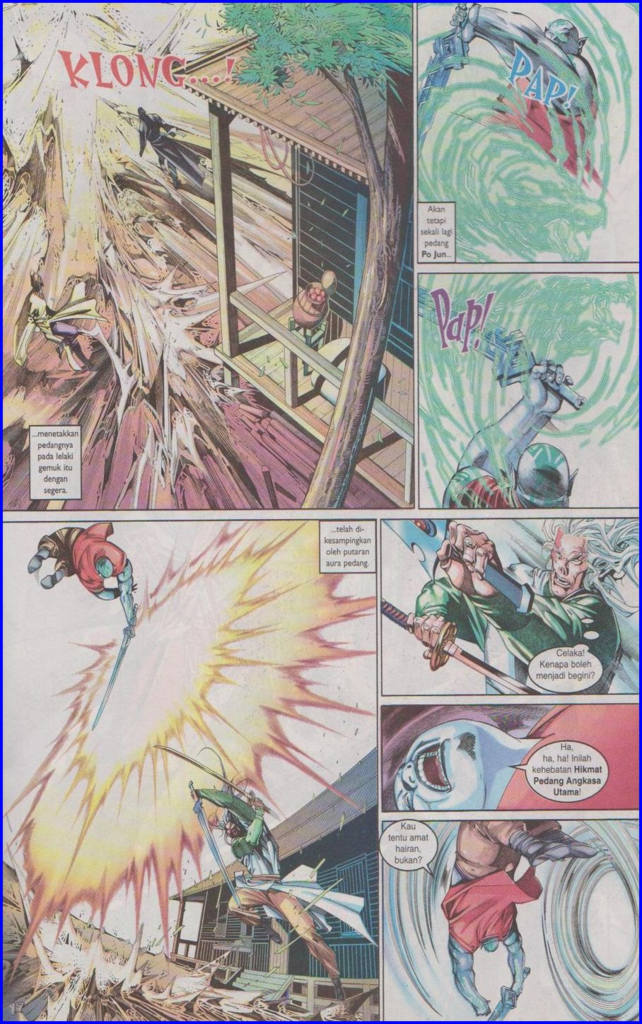 KLONG...!
...menetakkan
pedangnya
pada lelaki
gemuk itu
dengan
segera.
PAP!
Akan
tetapi
sekali lagi
pedang
Po Jun...
PaP!
...telah di-
kesampingkan
oleh putaran
aura pedang.
Celaka!
Kenapa boleh
menjadi begini?
Ha,
ha, ha! Inilah
kehebatan Hikmat
Pedang Angkasa
Utama!
Kau
tentu amat
hairan,
bukan?